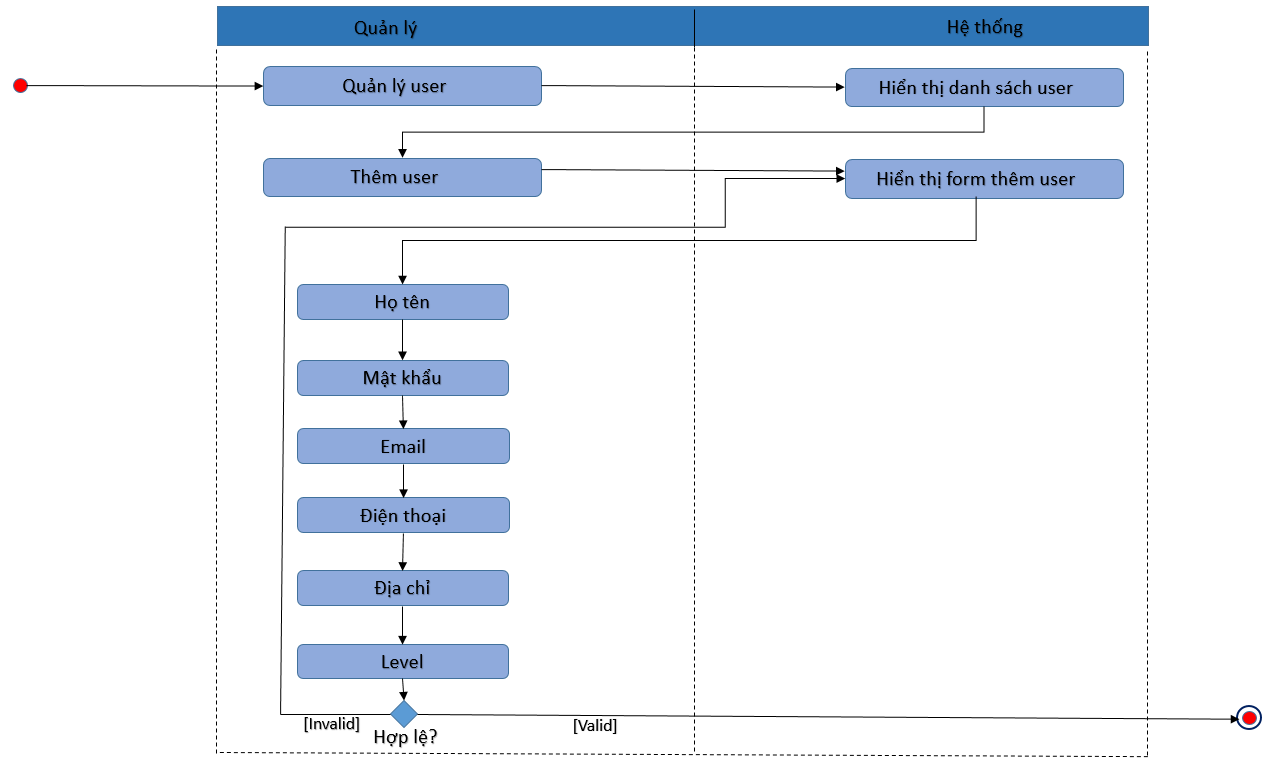 Quản lý
Hệ thống
Quản lý user
Hiển thị danh sách user
Thêm user
Hiển thị form thêm user
Họ tên
Mật khẩu
Email
Điện thoại
Địa chỉ
Level
[Invalid]
[Valid]
Hợp lệ?